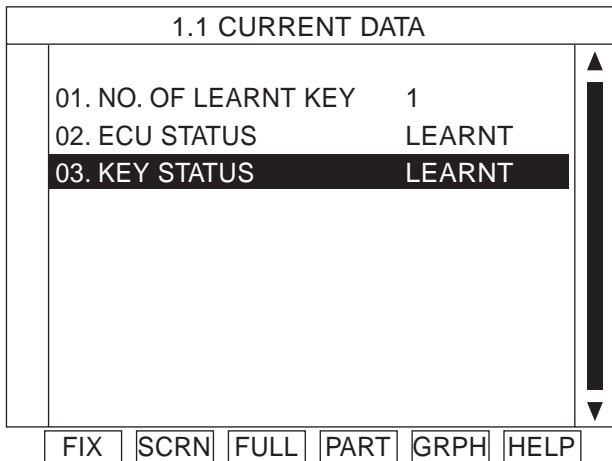 1.1 CURRENT DATA
01. NO. OF LEARNT KEY 1
02. ECU STATUS LEARNT
03. KEY STATUS LEARNT
FIX SCRN FULL PART GRPH HELP